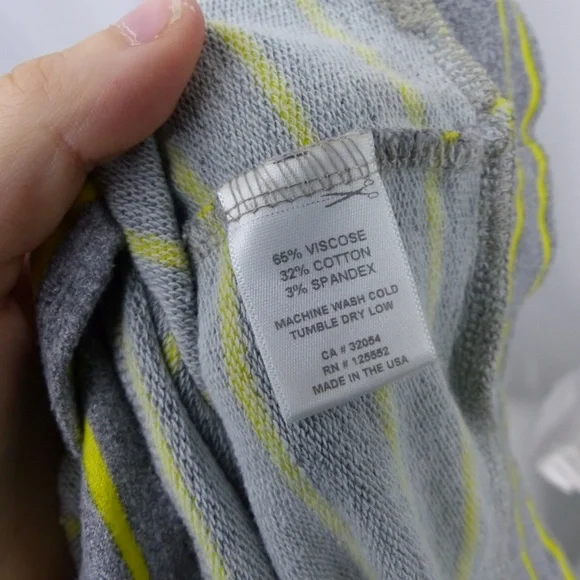 65% VISCOSE
32% COTTON
3% SPANDEX
MACHINE WASH COLD
TUMBLE DRY LOW
CA # 32054
RN # 125552
MADE IN THE USA